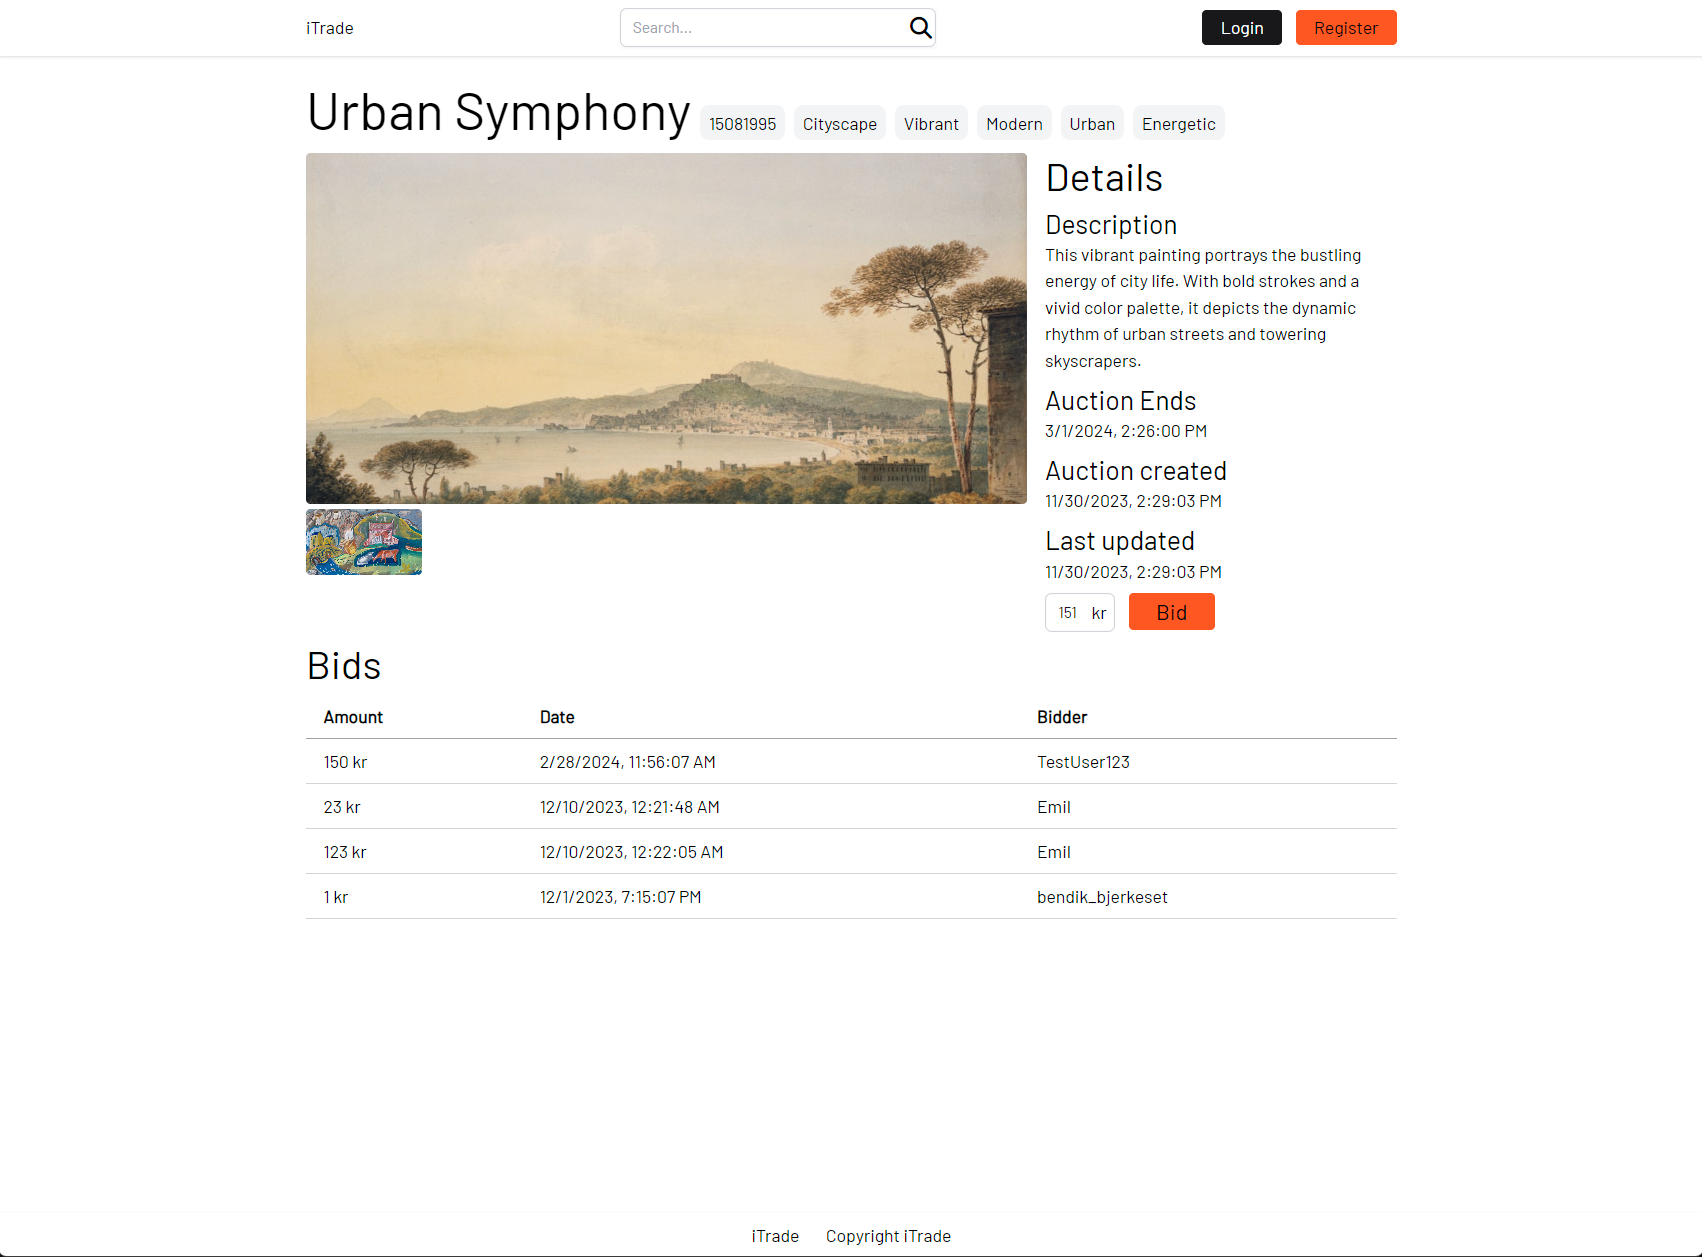 iTrade
Search...
Login
Register
Urban Symphony
15081995
Cityscape
Vibrant
Modern
Urban
Energetic
Details
Description
This vibrant painting portrays the bustling
energy of city life. With bold strokes and a
vivid color palette, it depicts the dynamic
rhythm of urban streets and towering
skyscrapers.
Auction Ends
3/1/2024, 2:26:00 PM
Auction created
11/30/2023, 2:29:03 PM
Last updated
11/30/2023, 2:29:03 PM
151 kr
Bid
Bids
Amount Date Bidder
150 kr 2/28/2024, 11:56:07 AM TestUser123
23 kr 12/10/2023, 12:21:48 AM Emil
123 kr 12/10/2023, 12:22:05 AM Emil
1 kr 12/1/2023, 7:15:07 PM bendik_bjerkeset
iTrade Copyright iTrade